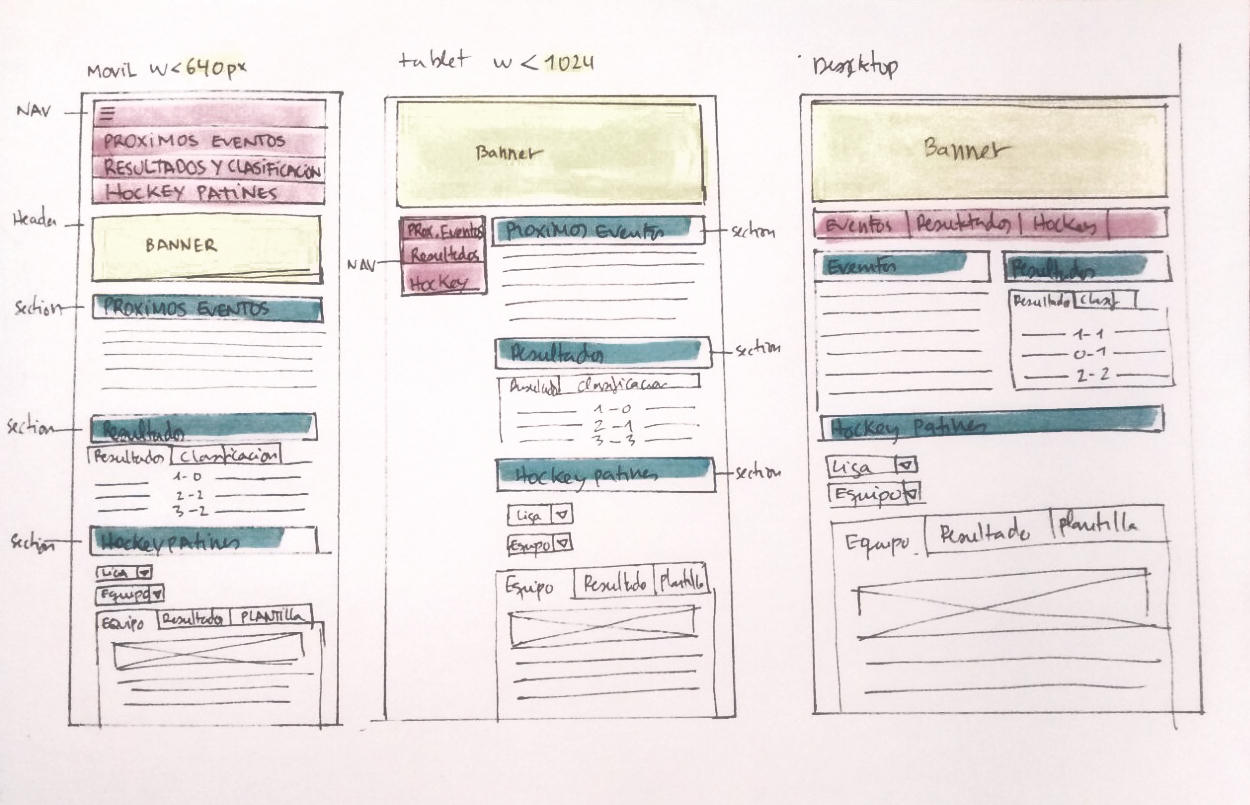 MOVIL W<640px
NAV
PROXIMOS EVENTOS
RESULTADOS Y CLASIFICACIÓN
HOCKEY PATINES
Header
BANNER
Section
PROXIMOS EVENTOS
Section
Resultados
Resultados Clasificacion
1-0
2-2
3-2
Section
Hockey patines
Liga
Equipo
EQUIPO Resultados PLANTILLA
tablet w<1024
Banner
NAV
Prox. Eventos
Resultados
Hockey
PROXIMOS Eventos
section
Resultados
section
Resultad Clasificacion
1-0
2-1
3-3
Hockey patines
section
Liga
Equipo
Equipo Resultado plantilla
Desktop
Banner
Eventos Resultados Hockey
Eventos
Resultados
Resultado Clasif
1-1
0-1
2-2
Hockey Patines
Liga
Equipo
Equipo Resultado plantilla